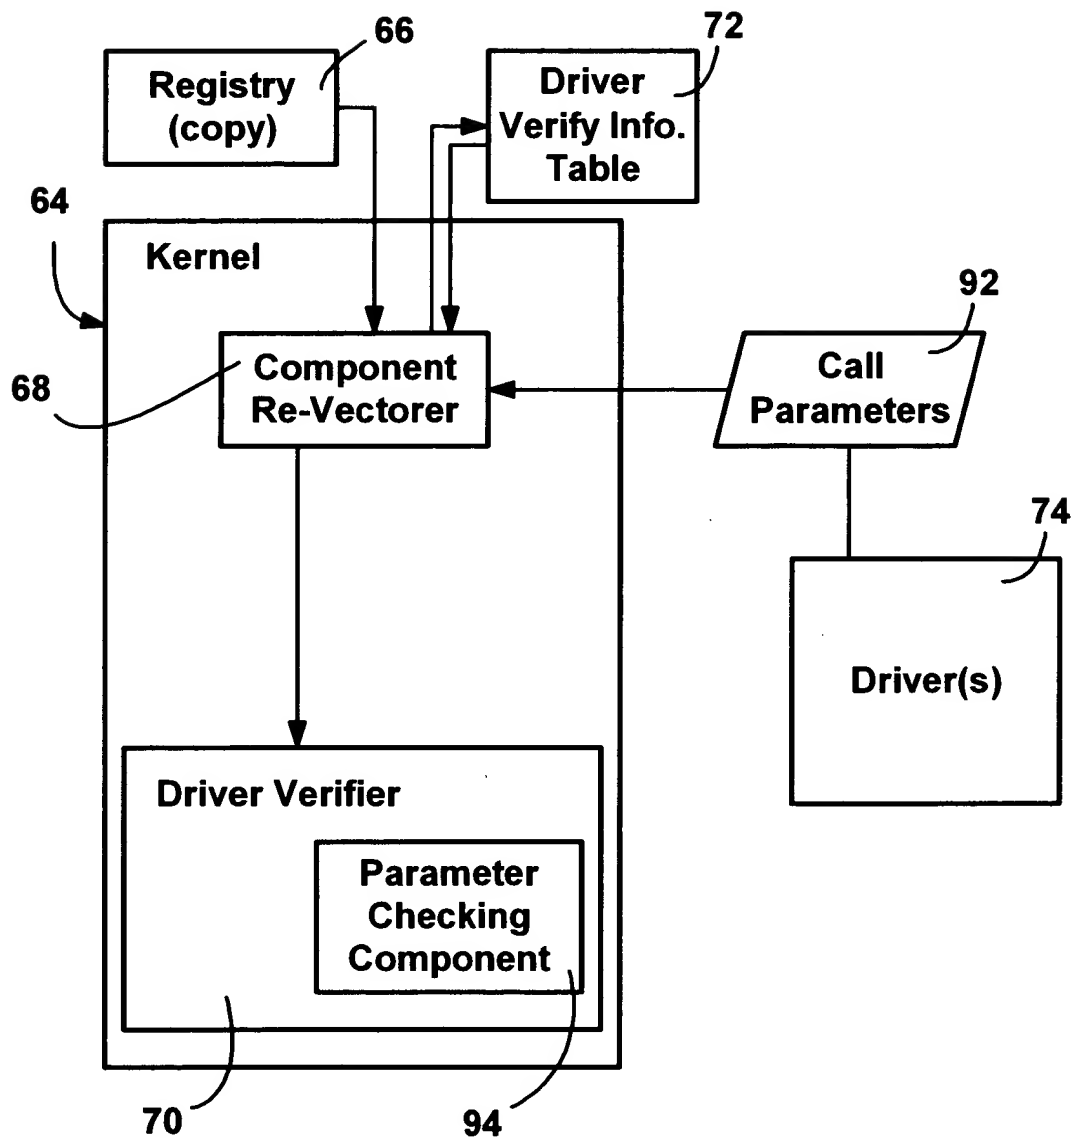 66
72
Registry
(copy)
Driver
Verify Info.
Table
64
Kernel
92
68
Component
Re-Vectorer
Call
Parameters
74
Driver(s)
Driver Verifier
Parameter
Checking
Component
70
94